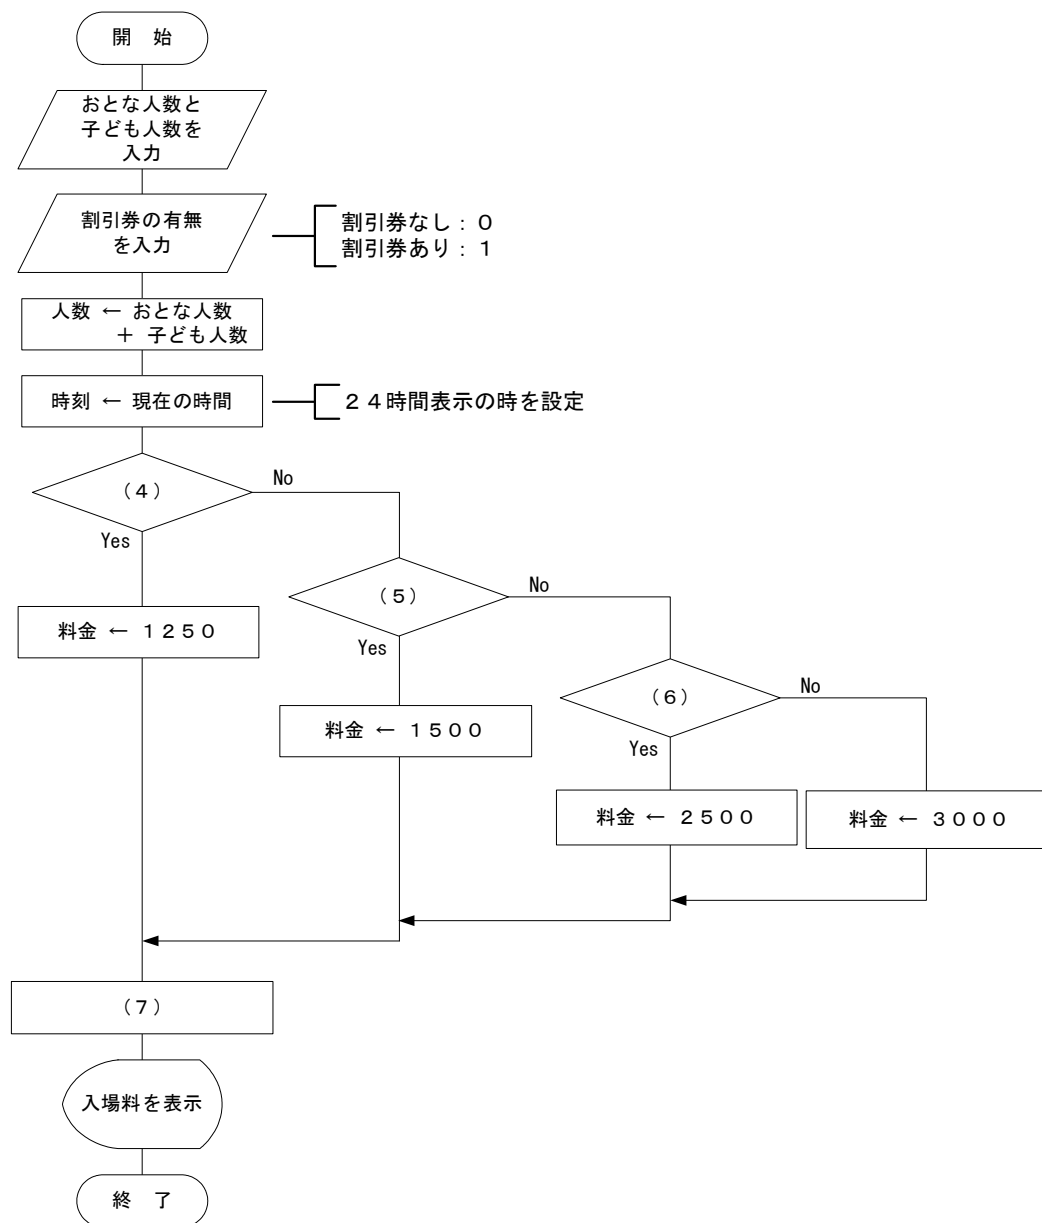 開　始
おとな人数と
子ども人数を
入力
割引券の有無
を入力
割引券なし：０
割引券あり：１
人数 ← おとな人数
＋ 子ども人数
時刻 ← 現在の時間
２４時間表示の時を設定
（４）
No
Yes
（５）
No
Yes
料金 ← １２５０
（６）
No
Yes
料金 ← １５００
料金 ← ２５００
料金 ← ３０００
（７）
入場料を表示
終　了